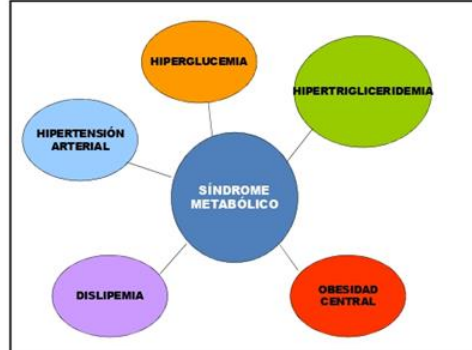 HIPERGLUCEMIA
HIPERTRIGLICERIDEMIA
HIPERTENSIÓN
ARTERIAL
SÍNDROME
METABÓLICO
DISLIPEMIA
OBESIDAD
CENTRAL